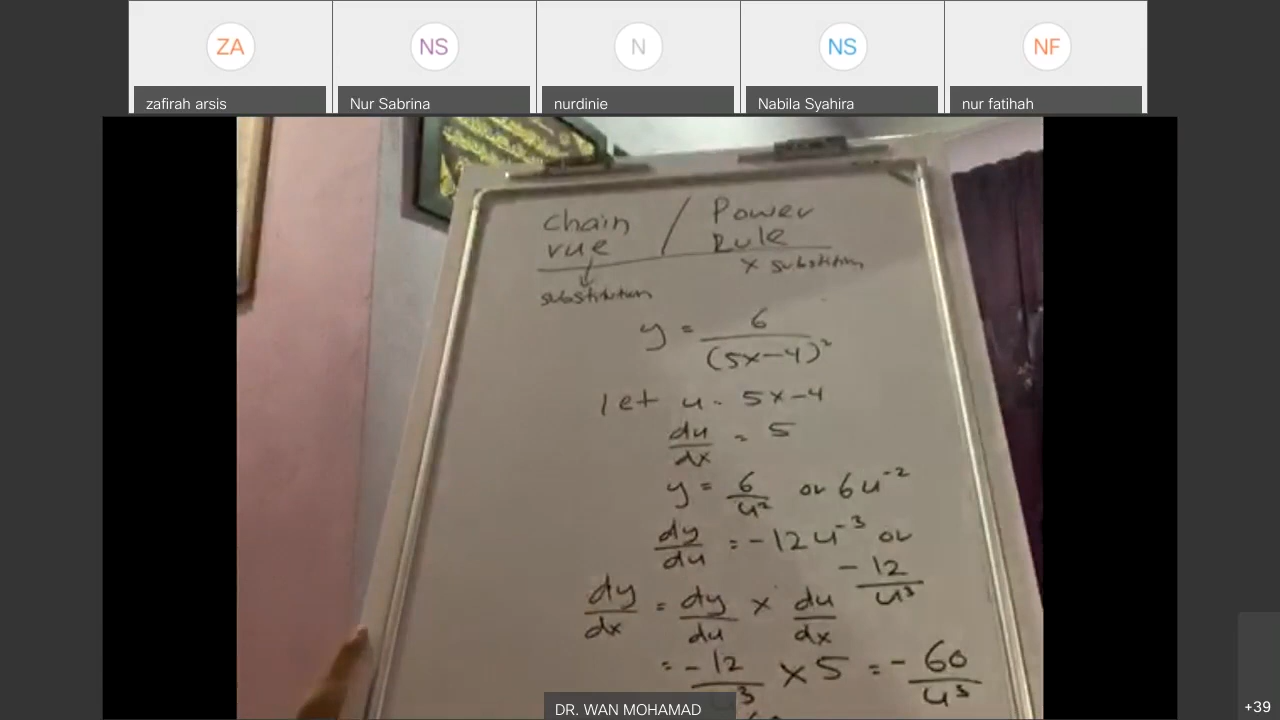 ZA
NS
N
NS
NF
zafirah arsis
Nur Sabrina
nurdinie
Nabila Syahira
nur fatihah
chain / Power
rue Rule
x substitution
substitution
y = 6/(5x-4)²
let u = 5x-4
du/dx = 5
y = 6/u² or 6u⁻²
dy/du = -12u⁻³ or
-12/u³
dy/dx = dy/du x du/dx
= -12/u³ x 5 = -60/u³
DR. WAN MOHAMAD
+39